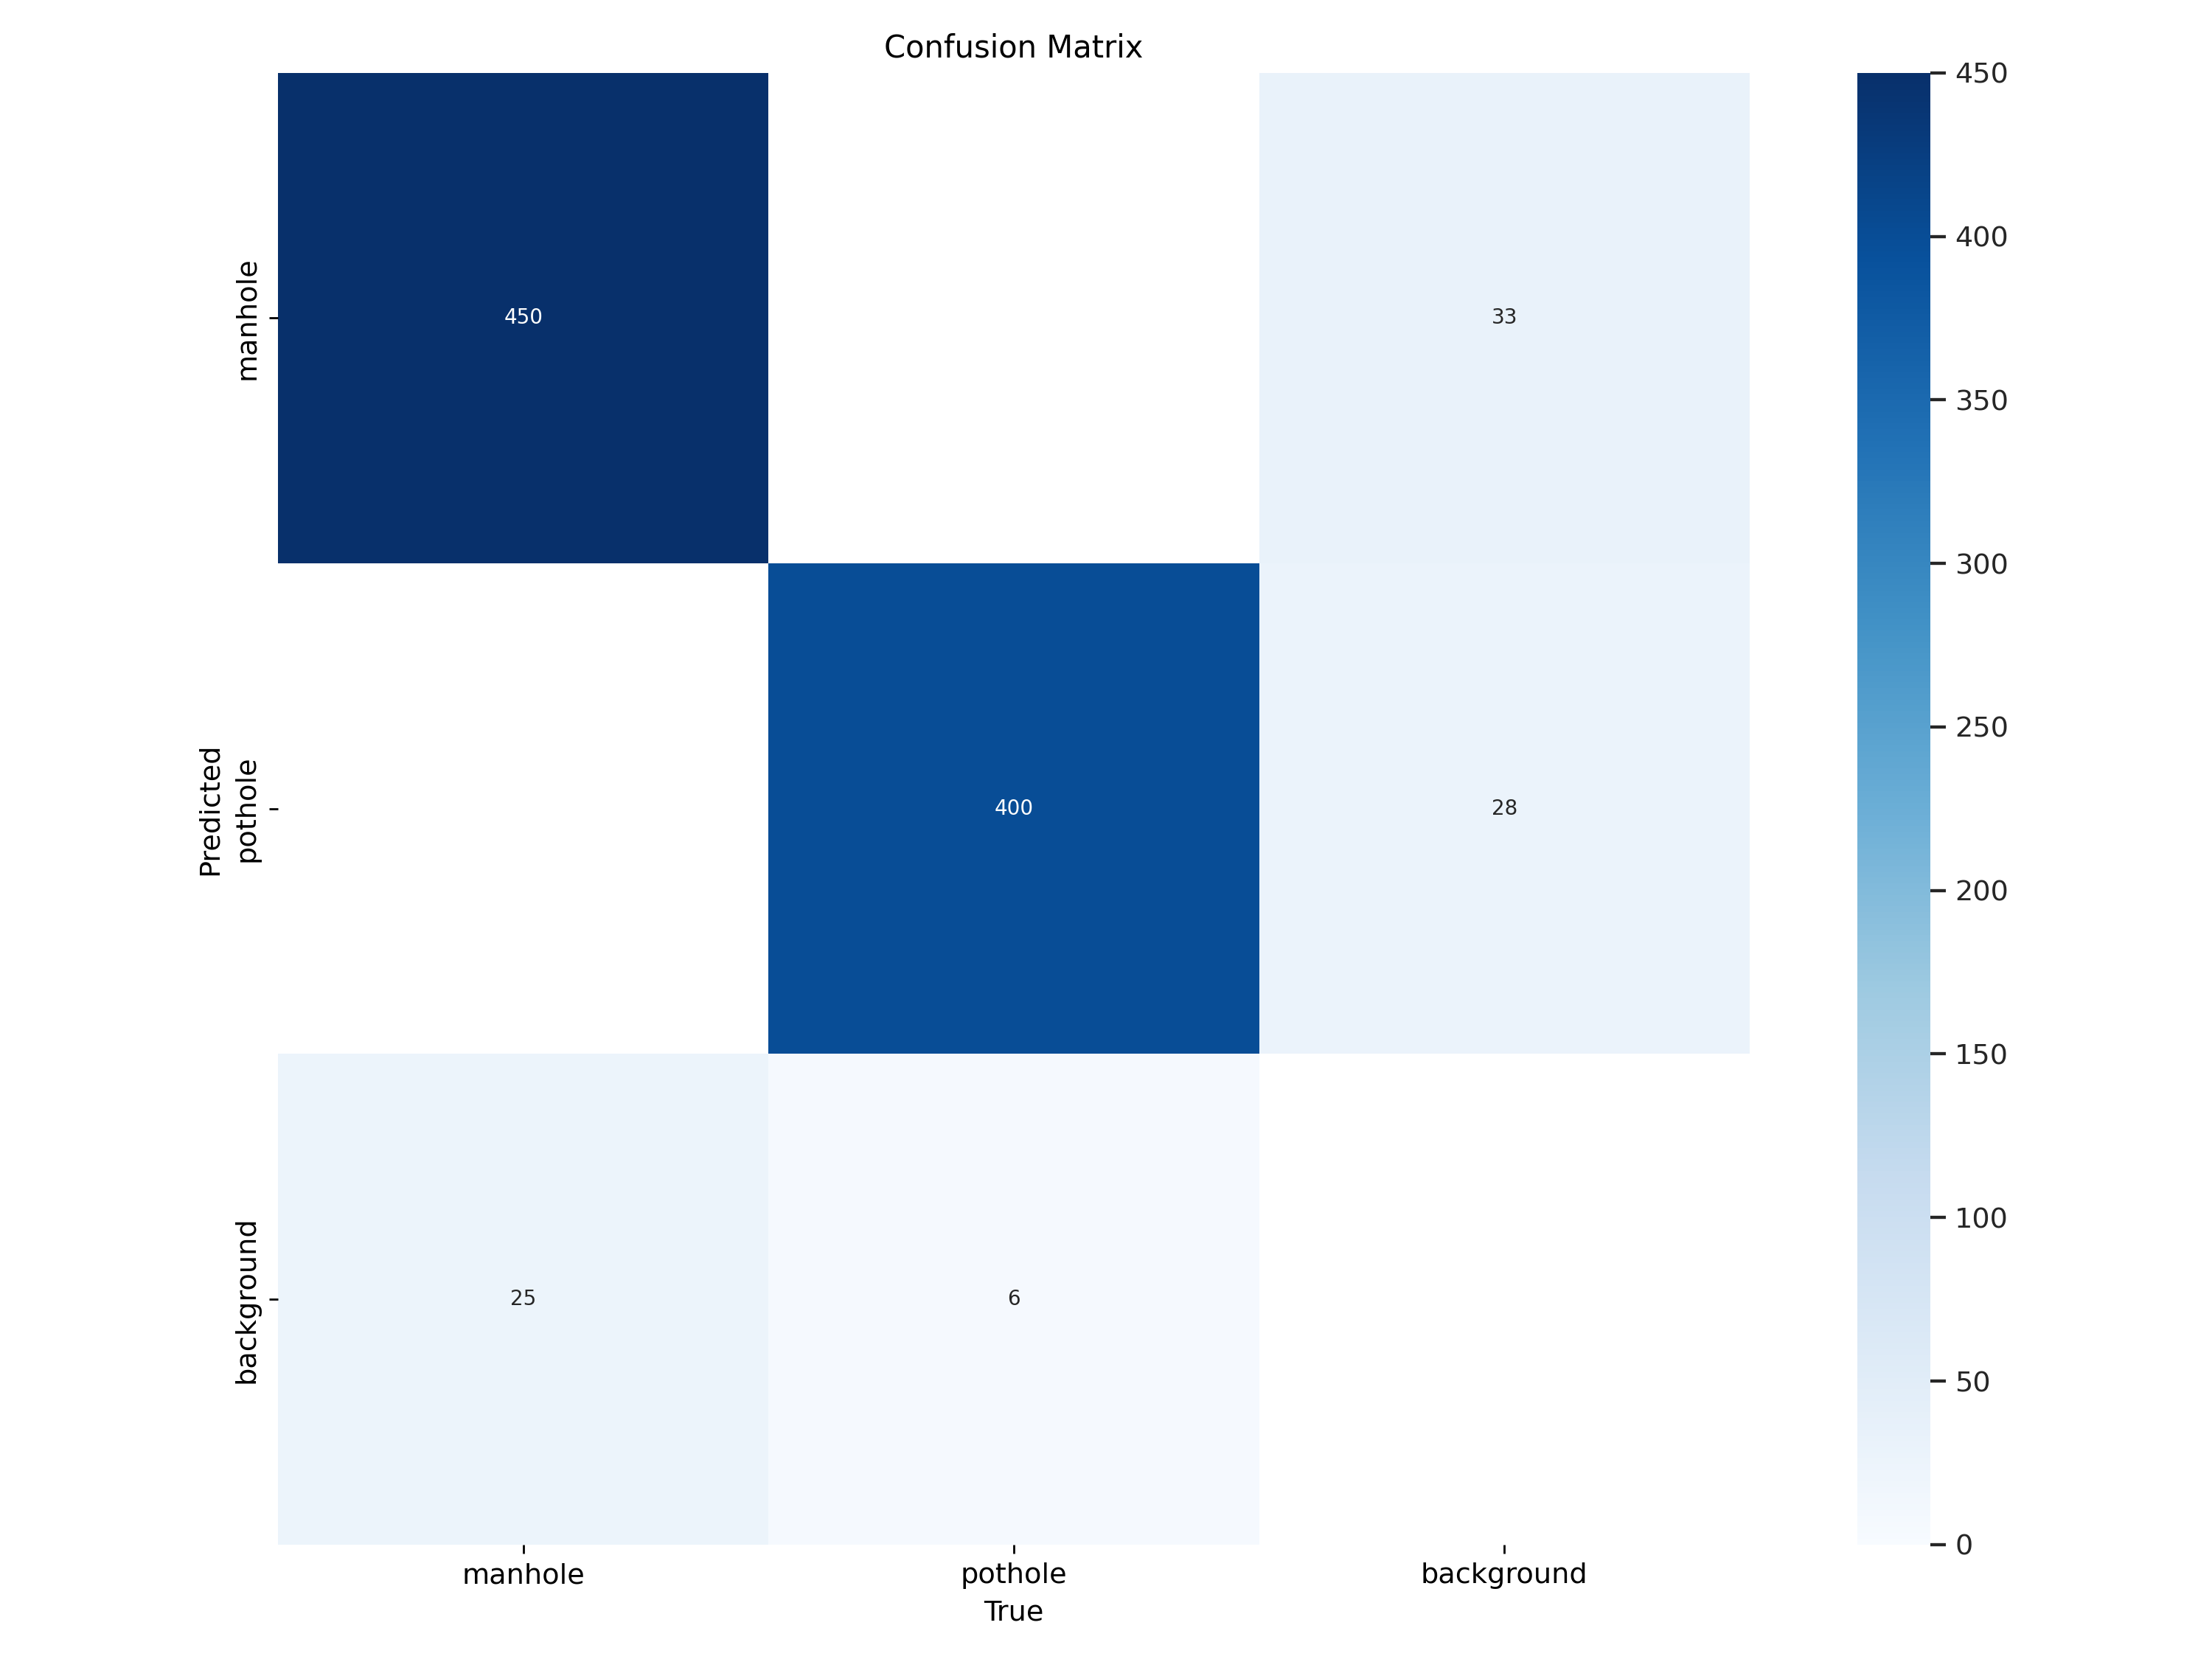 Confusion Matrix
manhole
450
33
Predicted
pothole
400
28
background
25
6
manhole
pothole
background
True
450
400
350
300
250
200
150
100
50
0